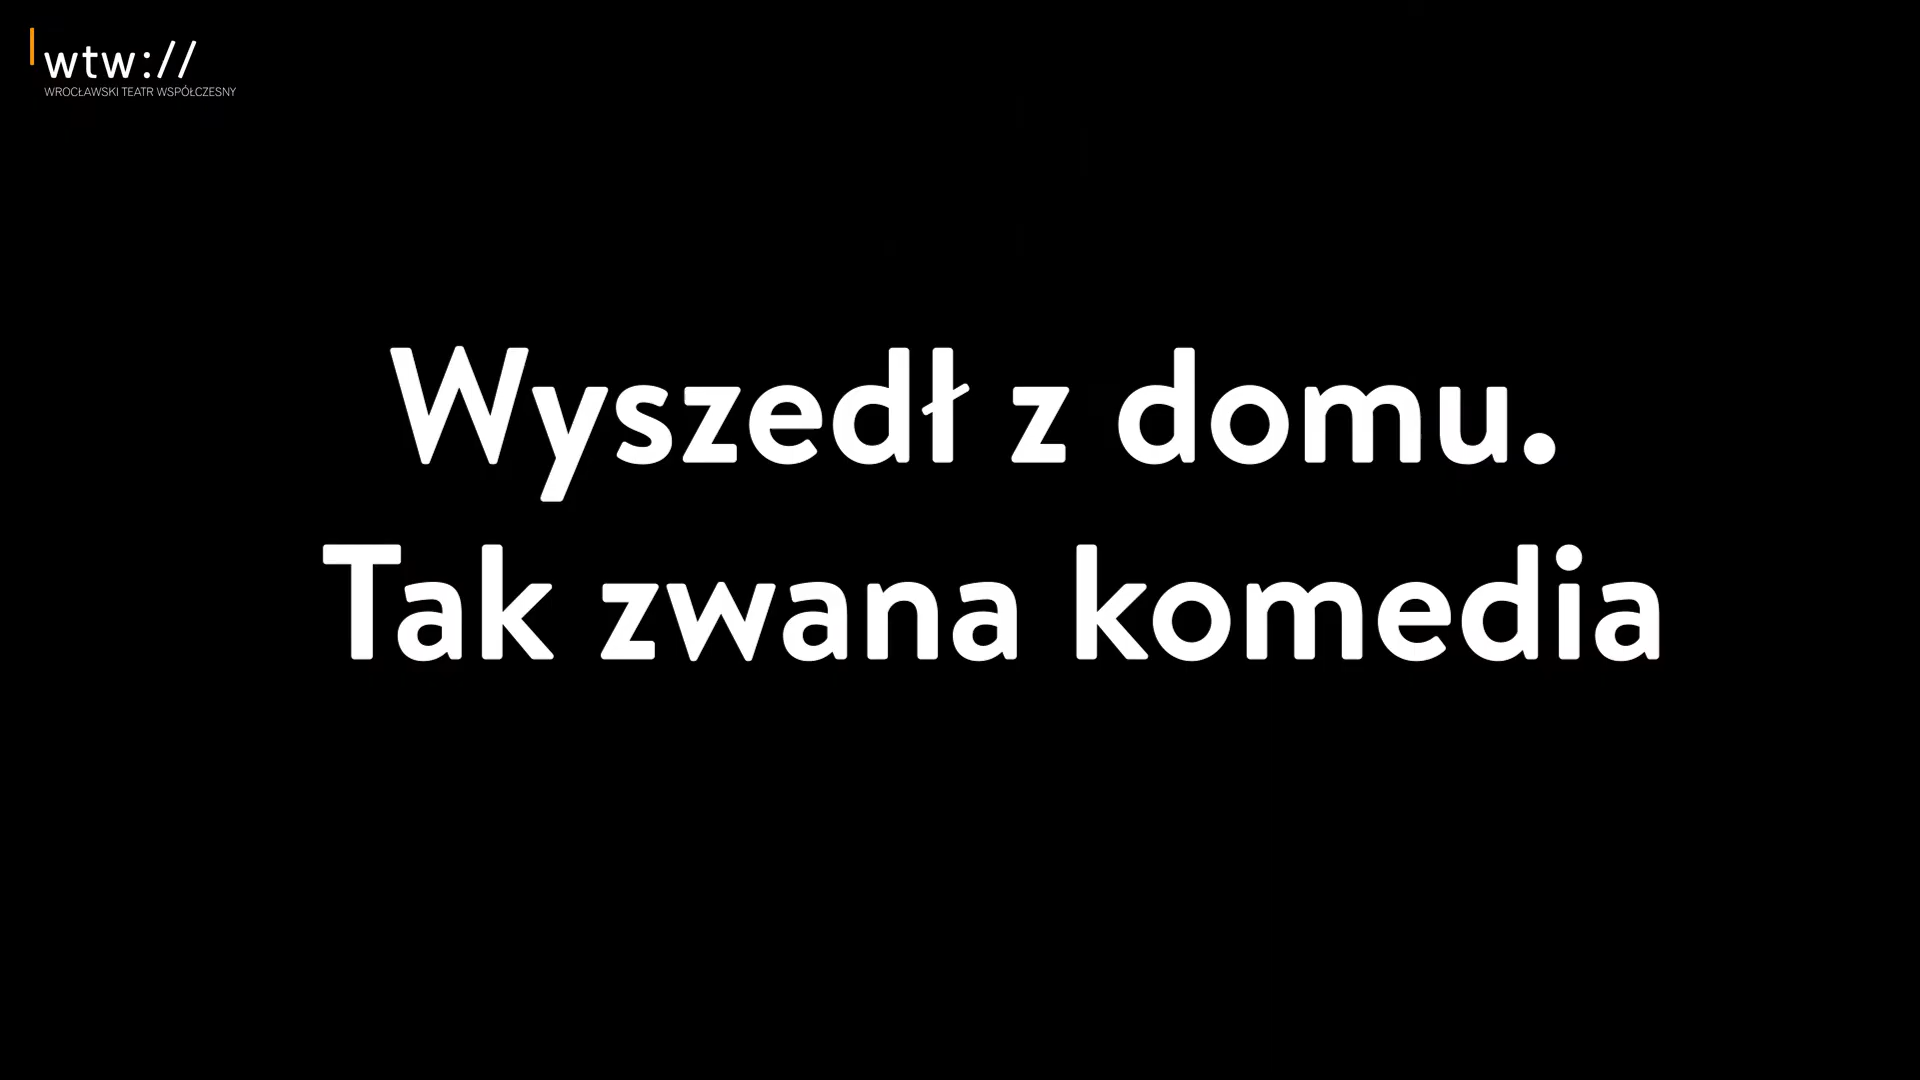 wtw://
WROCŁAWSKI TEATR WSPÓŁCZESNY
Wyszedł z domu.
Tak zwana komedia